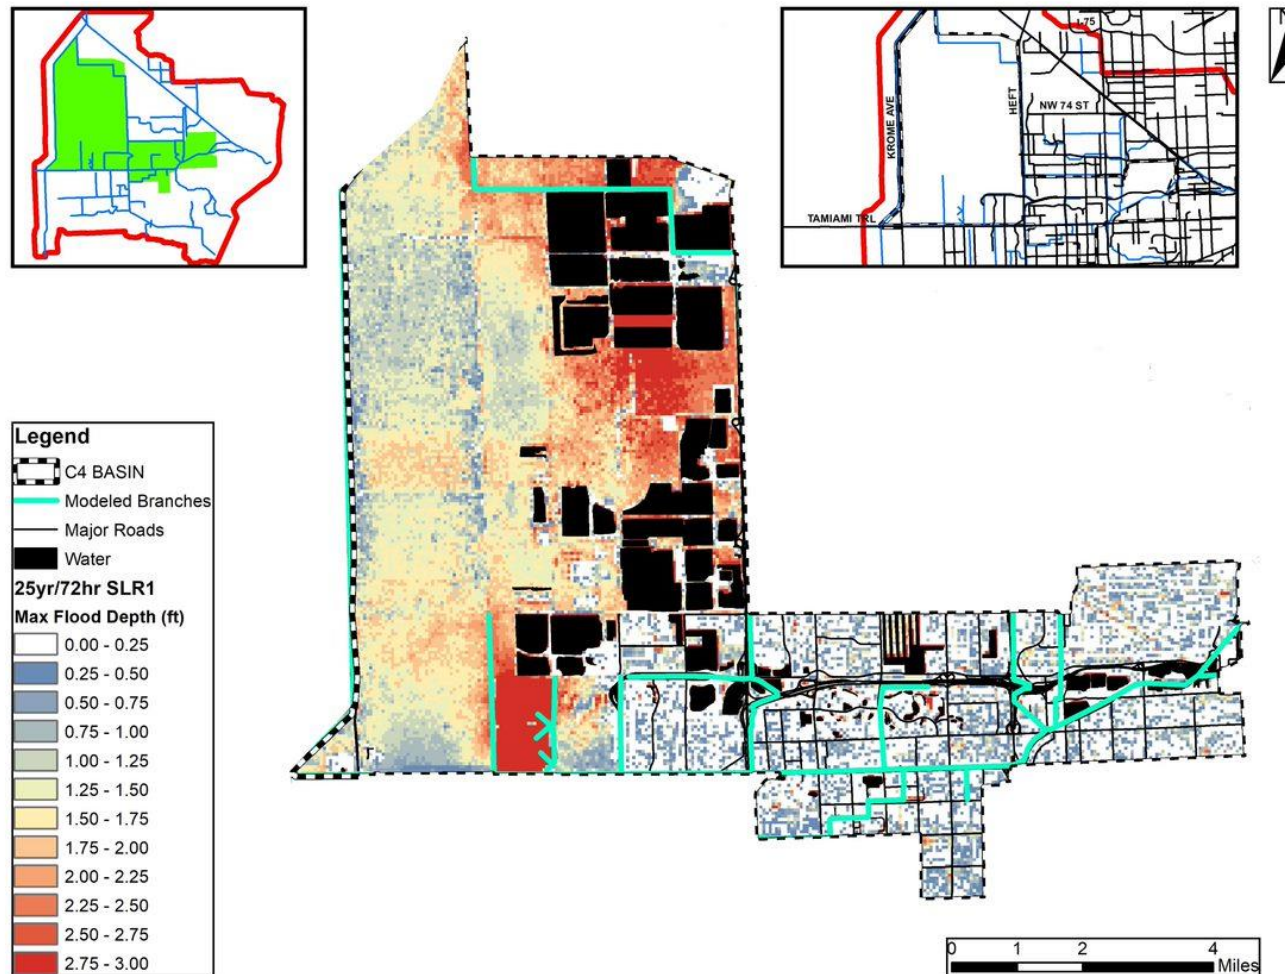 I-75
NW 74 ST
HEFT
KROME AVE
TAMIAMI TRL
Legend
C4 BASIN
Modeled Branches
Major Roads
Water
25yr/72hr SLR1
Max Flood Depth (ft)
0.00 - 0.25
0.25 - 0.50
0.50 - 0.75
0.75 - 1.00
1.00 - 1.25
1.25 - 1.50
1.50 - 1.75
1.75 - 2.00
2.00 - 2.25
2.25 - 2.50
2.50 - 2.75
2.75 - 3.00
0 1 2 4
Miles